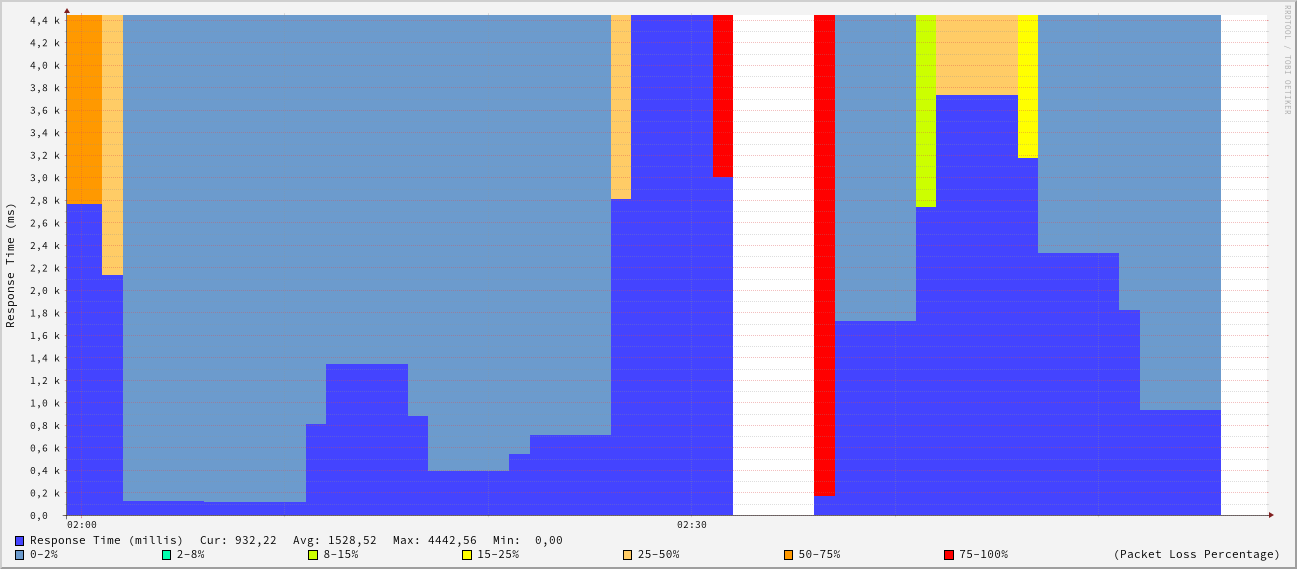 RRDTOOL / TOBI OETIKER
Response Time (ms)
4,4 k
4,2 k
4,0 k
3,8 k
3,6 k
3,4 k
3,2 k
3,0 k
2,8 k
2,6 k
2,4 k
2,2 k
2,0 k
1,8 k
1,6 k
1,4 k
1,2 k
1,0 k
0,8 k
0,6 k
0,4 k
0,2 k
0,0
02:00 02:30
Response Time (millis) Cur: 932,22 Avg: 1528,52 Max: 4442,56 Min: 0,00
0-2% 2-8% 8-15% 15-25% 25-50% 50-75% 75-100% (Packet Loss Percentage)